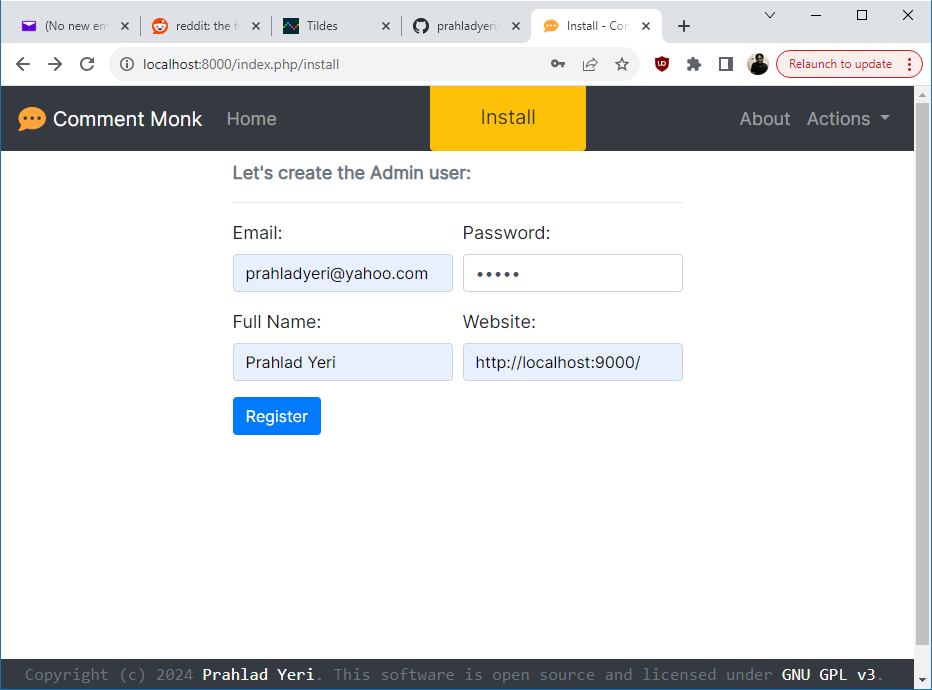 (No new em
reddit: the f
Tildes
prahladyeri/
Install - Com
localhost:8000/index.php/install
Relaunch to update
Comment Monk Home Install About Actions
Let's create the Admin user:
Email: Password:
prahladyeri@yahoo.com •••••
Full Name: Website:
Prahlad Yeri http://localhost:9000/
Register
Copyright (c) 2024 Prahlad Yeri. This software is open source and licensed under GNU GPL v3.